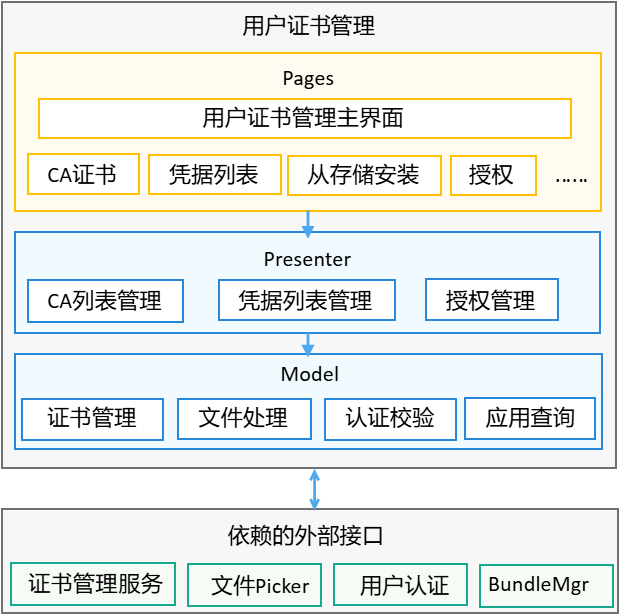 用户证书管理
Pages
用户证书管理主界面
CA证书 凭据列表 从存储安装 授权 ……
Presenter
CA列表管理 凭据列表管理 授权管理
Model
证书管理 文件处理 认证校验 应用查询
依赖的外部接口
证书管理服务 文件Picker 用户认证 BundleMgr